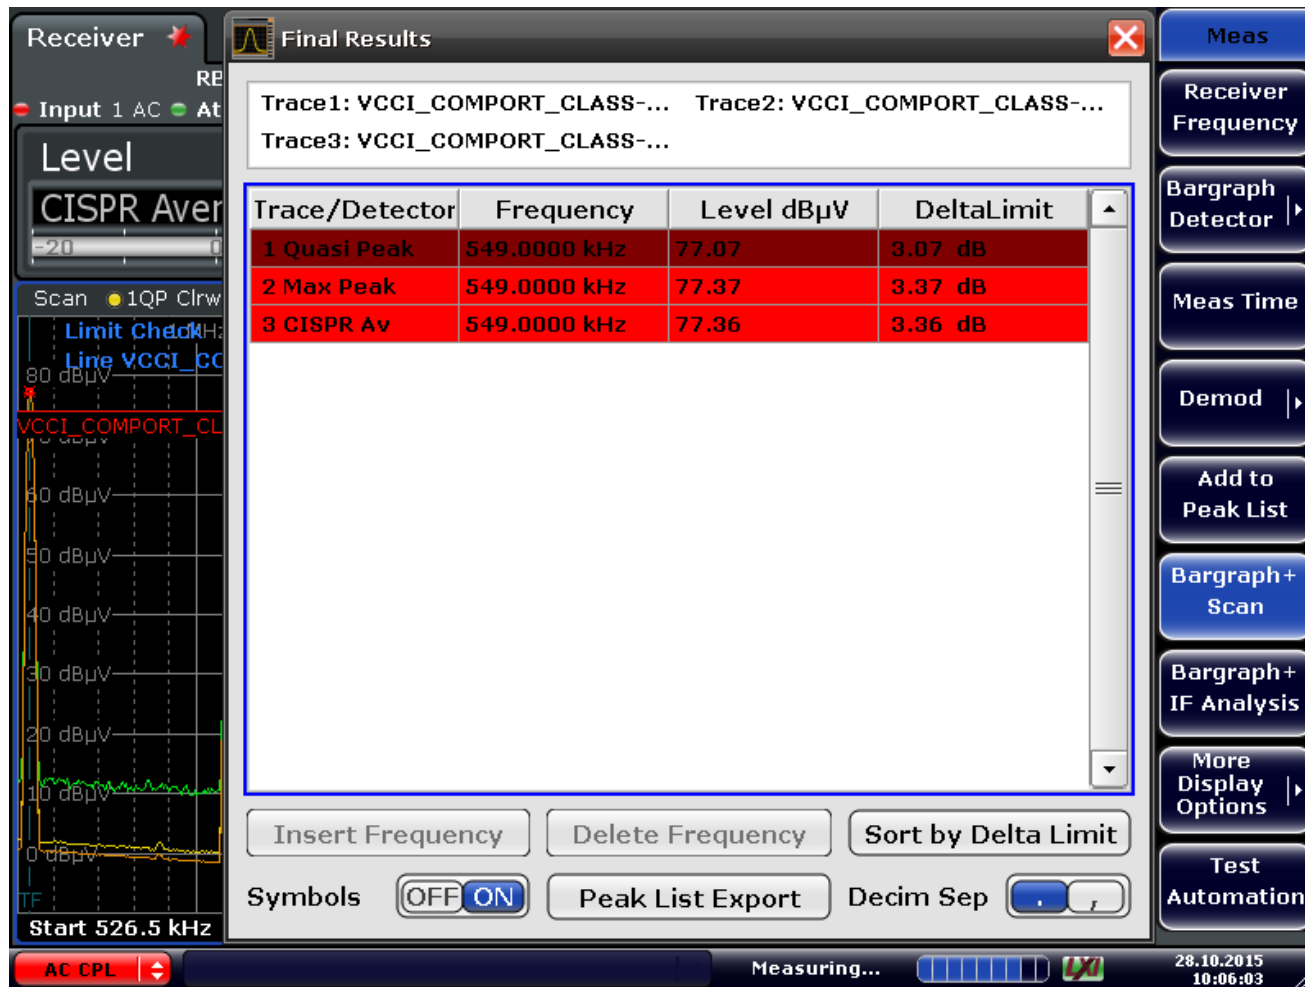 Receiver
Final Results
RB
Input 1 AC At
Level
CISPR Aver
-20 0
Scan 1QP Clrw
Limit Check
Line VCCI_CO
80 dBµV
VCCI_COMPORT_CL
60 dBµV
50 dBµV
40 dBµV
30 dBµV
20 dBµV
10 dBµV
0 dBµV
TF
Start 526.5 kHz
Trace1: VCCI_COMPORT_CLASS-... Trace2: VCCI_COMPORT_CLASS-...
Trace3: VCCI_COMPORT_CLASS-...
Trace/Detector Frequency Level dBµV DeltaLimit
1 Quasi Peak 549.0000 kHz 77.07 3.07 dB
2 Max Peak 549.0000 kHz 77.37 3.37 dB
3 CISPR Av 549.0000 kHz 77.36 3.36 dB
Insert Frequency Delete Frequency Sort by Delta Limit
Symbols OFF ON Peak List Export Decim Sep . ,
Meas
Receiver
Frequency
Bargraph
Detector
Meas Time
Demod
Add to
Peak List
Bargraph+
Scan
Bargraph+
IF Analysis
More
Display
Options
Test
Automation
AC CPL Measuring... LXI 28.10.2015
10:06:03